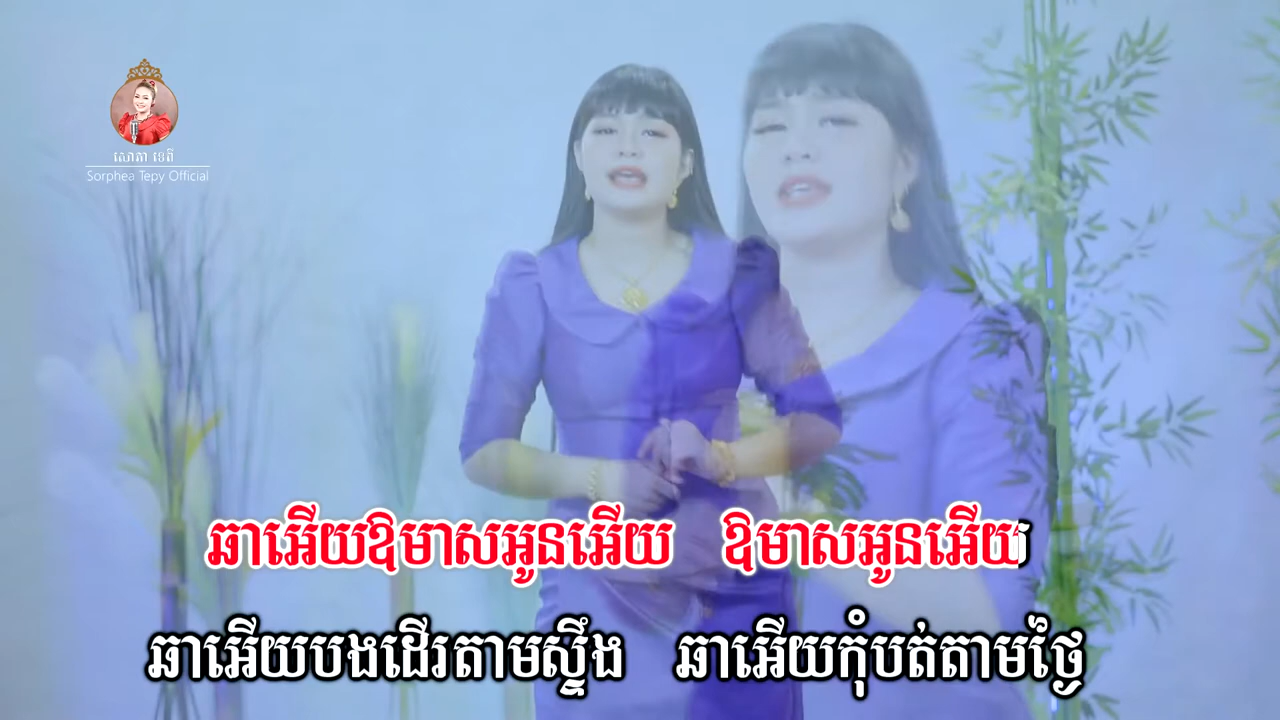 សោភា ទេពី
Sorphea Tepy Official
ឆាអើយឱមាសអូនអើយ ឱមាសអូនអើយ
ឆាអើយបងដើរតាមស្ទឹង ឆាអើយកុំបត់តាមថ្ងៃ